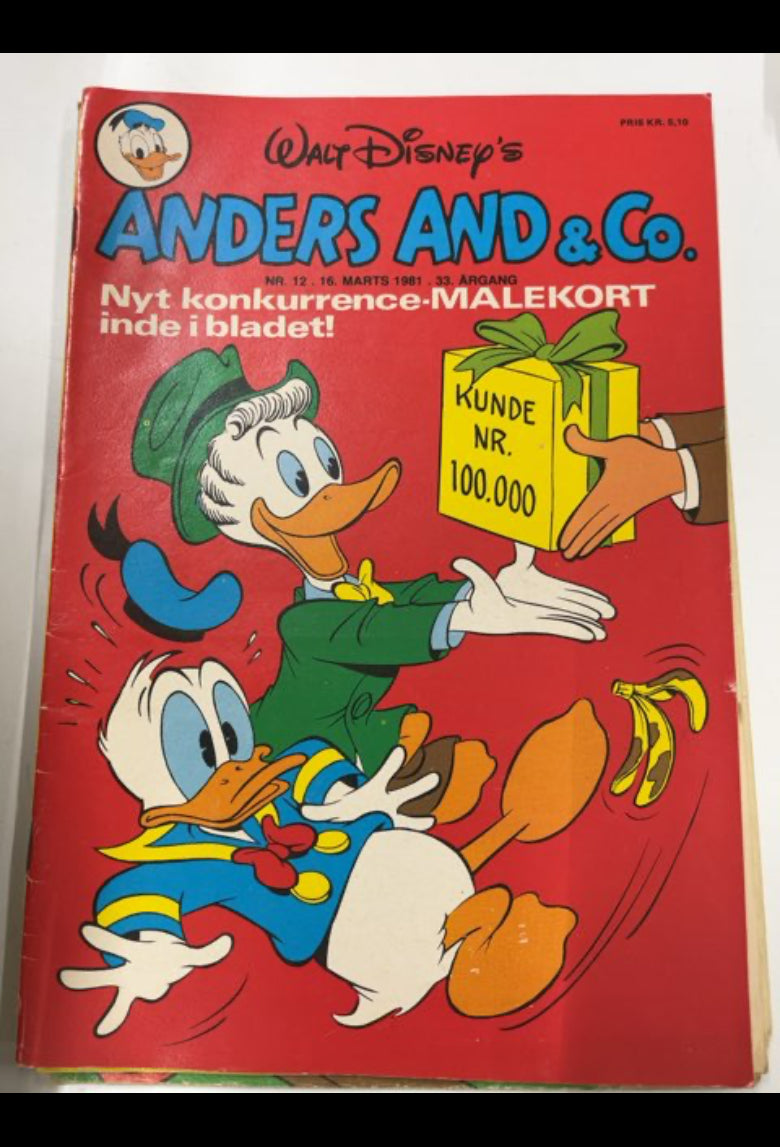 PRIS KR. 5,10
WALT DISNEY'S
ANDERS AND & Co.
NR. 12 . 16. MARTS 1981 . 33. ÅRGANG
Nyt konkurrence-MALEKORT
inde i bladet!
KUNDE
NR.
100.000